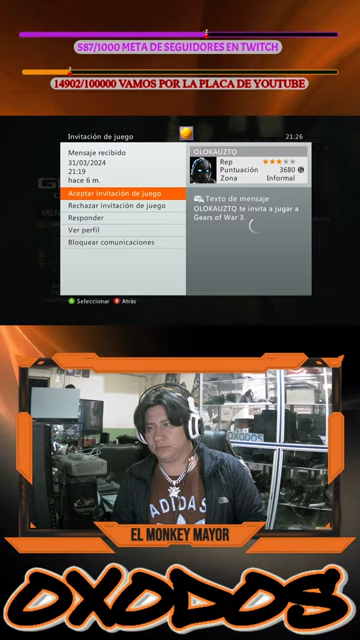 587/1000 META DE SEGUIDORES EN TWITCH
14902/100000 VAMOS POR LA PLACA DE YOUTUBE
Invitación de juego
21:26
Mensaje recibido
31/03/2024
21:19
hace 6 m.
Aceptar invitación de juego
Rechazar invitación de juego
Responder
Ver perfil
Bloquear comunicaciones
OLOKAUZTQ
Rep
Puntuación 3680 G
Zona Informal
Texto de mensaje
OLOKAUZTQ te invita a jugar a
Gears of War 3.
A Seleccionar B Atrás
ADIDAS
EL MONKEY MAYOR
OXODOS